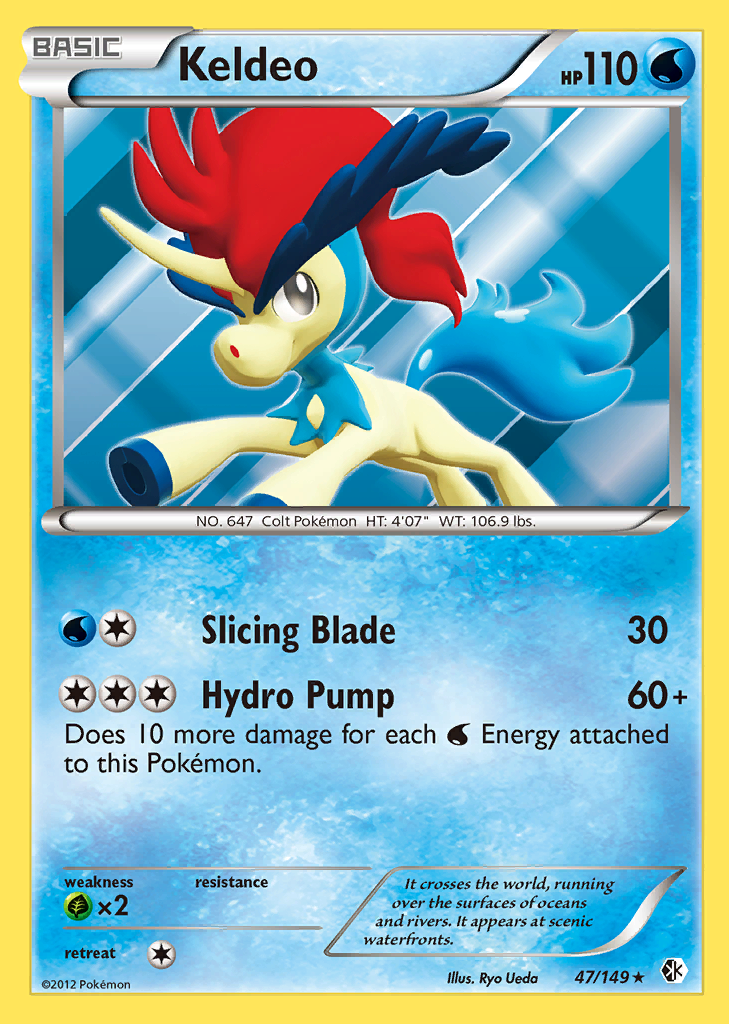 BASIC
Keldeo
HP110
NO. 647 Colt Pokémon HT: 4'07" WT: 106.9 lbs.
Slicing Blade 30
Hydro Pump 60+
Does 10 more damage for each Energy attached
to this Pokémon.
weakness resistance
×2
retreat
It crosses the world, running
over the surfaces of oceans
and rivers. It appears at scenic
waterfronts.
Illus. Ryo Ueda 47/149 ★
©2012 Pokémon